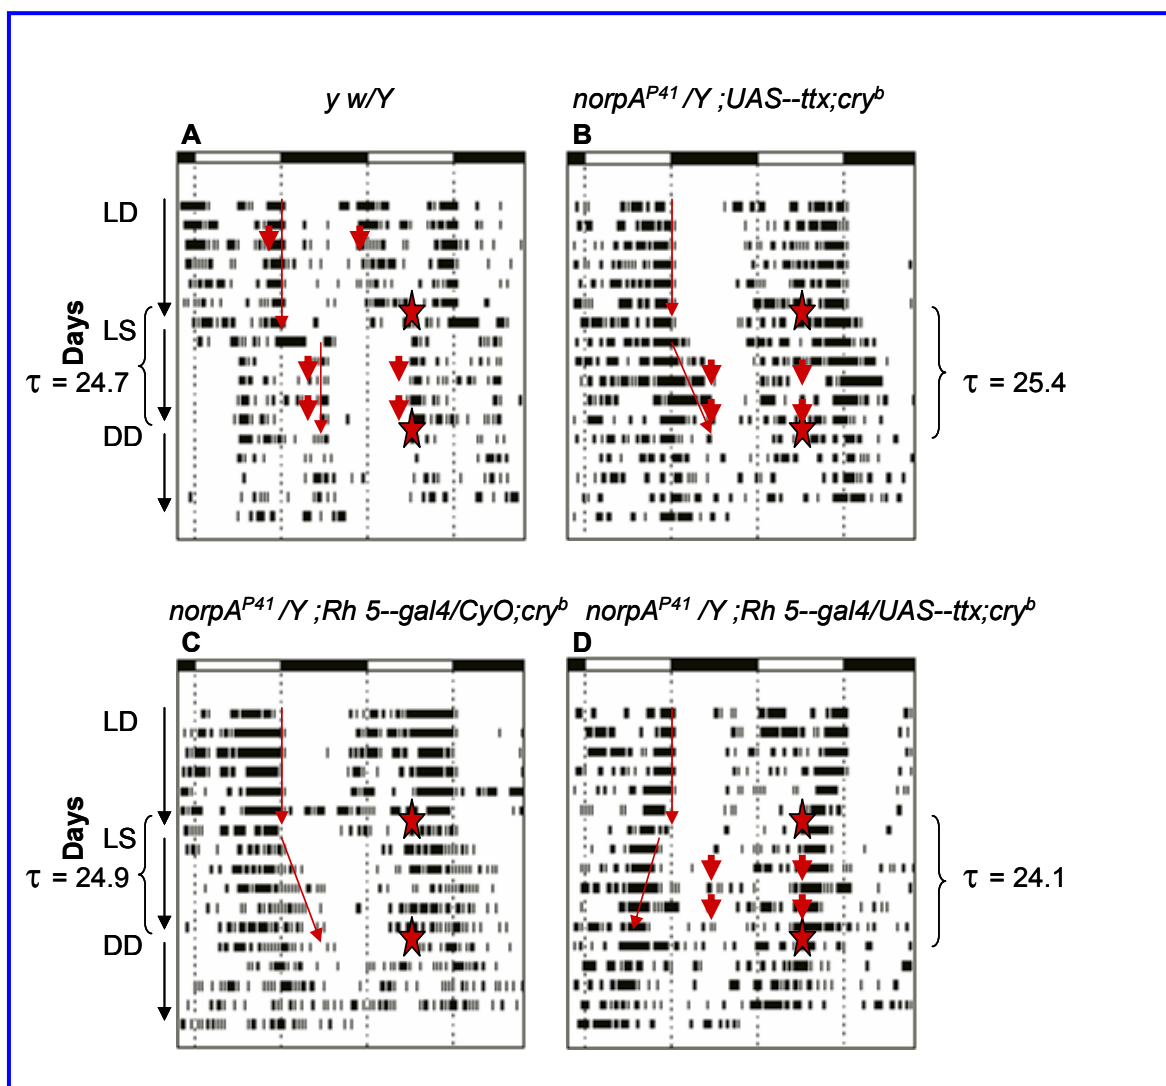 y w/Y
norpA^P41 /Y ;UAS--ttx;cry^b
A
B
LD
LS
DD
Days
τ = 24.7
τ = 25.4
norpA^P41 /Y ;Rh 5--gal4/CyO;cry^b
norpA^P41 /Y ;Rh 5--gal4/UAS--ttx;cry^b
C
D
LD
LS
DD
Days
τ = 24.9
τ = 24.1